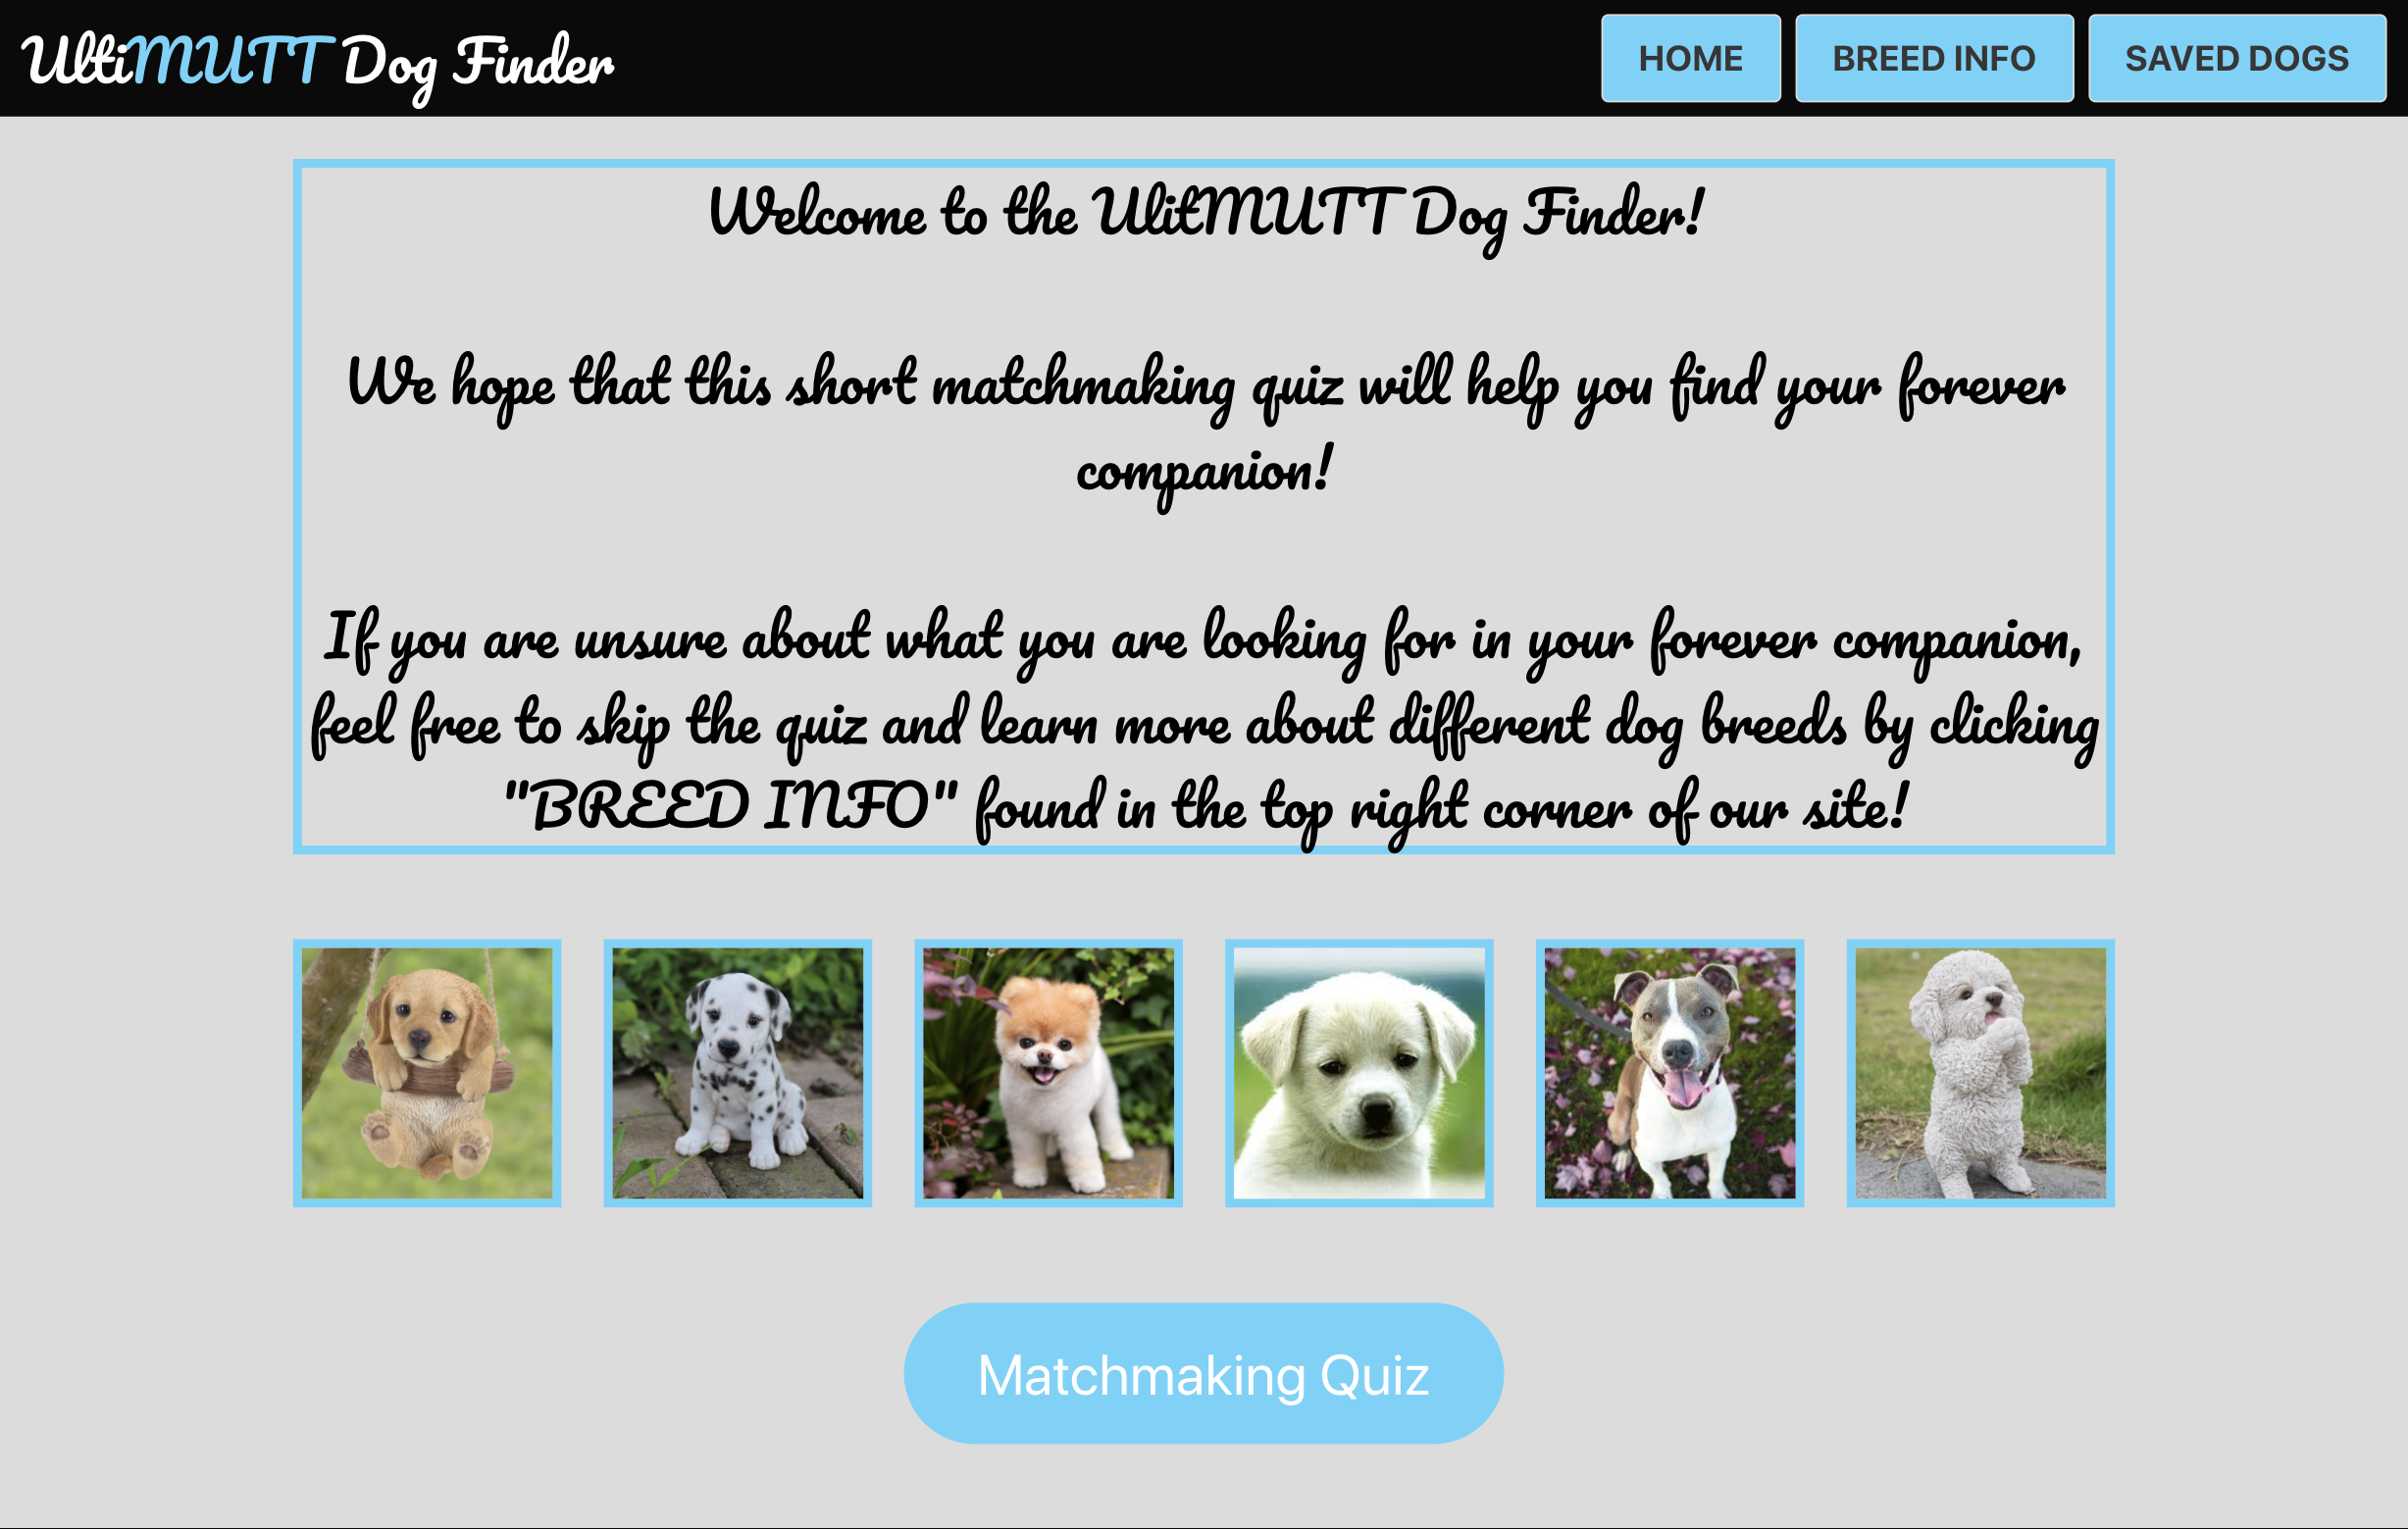 UltiMUTT Dog Finder
HOME
BREED INFO
SAVED DOGS
Welcome to the UlitMUTT Dog Finder!
We hope that this short matchmaking quiz will help you find your forever
companion!
If you are unsure about what you are looking for in your forever companion,
feel free to skip the quiz and learn more about different dog breeds by clicking
"BREED INFO" found in the top right corner of our site!
Matchmaking Quiz